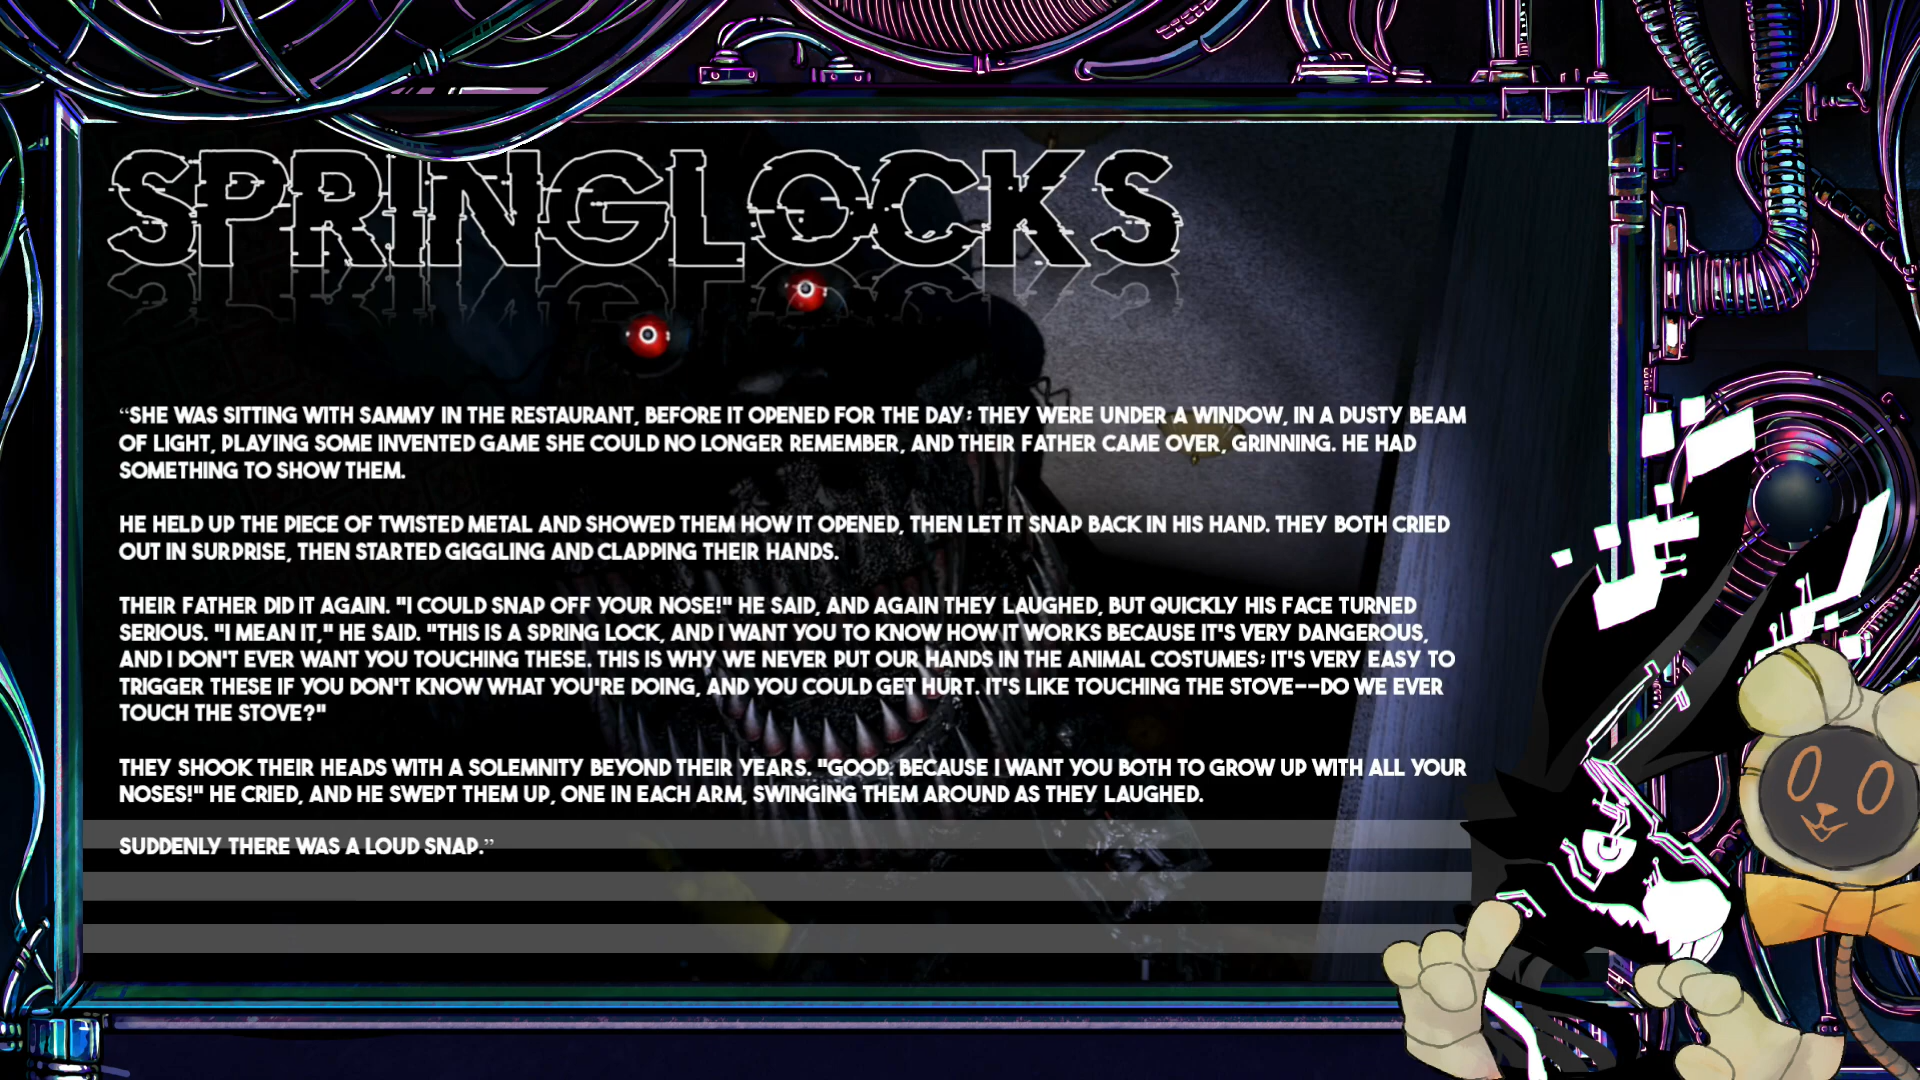 SPRINGLOCKS
“SHE WAS SITTING WITH SAMMY IN THE RESTAURANT, BEFORE IT OPENED FOR THE DAY; THEY WERE UNDER A WINDOW, IN A DUSTY BEAM
OF LIGHT, PLAYING SOME INVENTED GAME SHE COULD NO LONGER REMEMBER, AND THEIR FATHER CAME OVER, GRINNING. HE HAD
SOMETHING TO SHOW THEM.
HE HELD UP THE PIECE OF TWISTED METAL AND SHOWED THEM HOW IT OPENED, THEN LET IT SNAP BACK IN HIS HAND. THEY BOTH CRIED
OUT IN SURPRISE, THEN STARTED GIGGLING AND CLAPPING THEIR HANDS.
THEIR FATHER DID IT AGAIN. "I COULD SNAP OFF YOUR NOSE!" HE SAID, AND AGAIN THEY LAUGHED, BUT QUICKLY HIS FACE TURNED
SERIOUS. "I MEAN IT," HE SAID. "THIS IS A SPRING LOCK, AND I WANT YOU TO KNOW HOW IT WORKS BECAUSE IT'S VERY DANGEROUS,
AND I DON'T EVER WANT YOU TOUCHING THESE. THIS IS WHY WE NEVER PUT OUR HANDS IN THE ANIMAL COSTUMES; IT'S VERY EASY TO
TRIGGER THESE IF YOU DON'T KNOW WHAT YOU'RE DOING, AND YOU COULD GET HURT. IT'S LIKE TOUCHING THE STOVE--DO WE EVER
TOUCH THE STOVE?"
THEY SHOOK THEIR HEADS WITH A SOLEMNITY BEYOND THEIR YEARS. "GOOD. BECAUSE I WANT YOU BOTH TO GROW UP WITH ALL YOUR
NOSES!" HE CRIED, AND HE SWEPT THEM UP, ONE IN EACH ARM, SWINGING THEM AROUND AS THEY LAUGHED.
SUDDENLY THERE WAS A LOUD SNAP.”